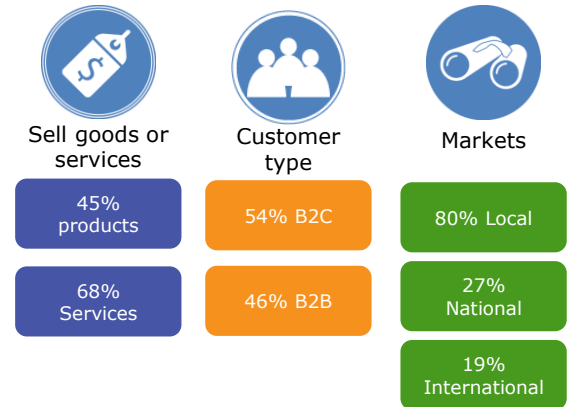 $
Sell goods or
services
45%
products
68%
Services
Customer
type
54% B2C
46% B2B
Markets
80% Local
27%
National
19%
International